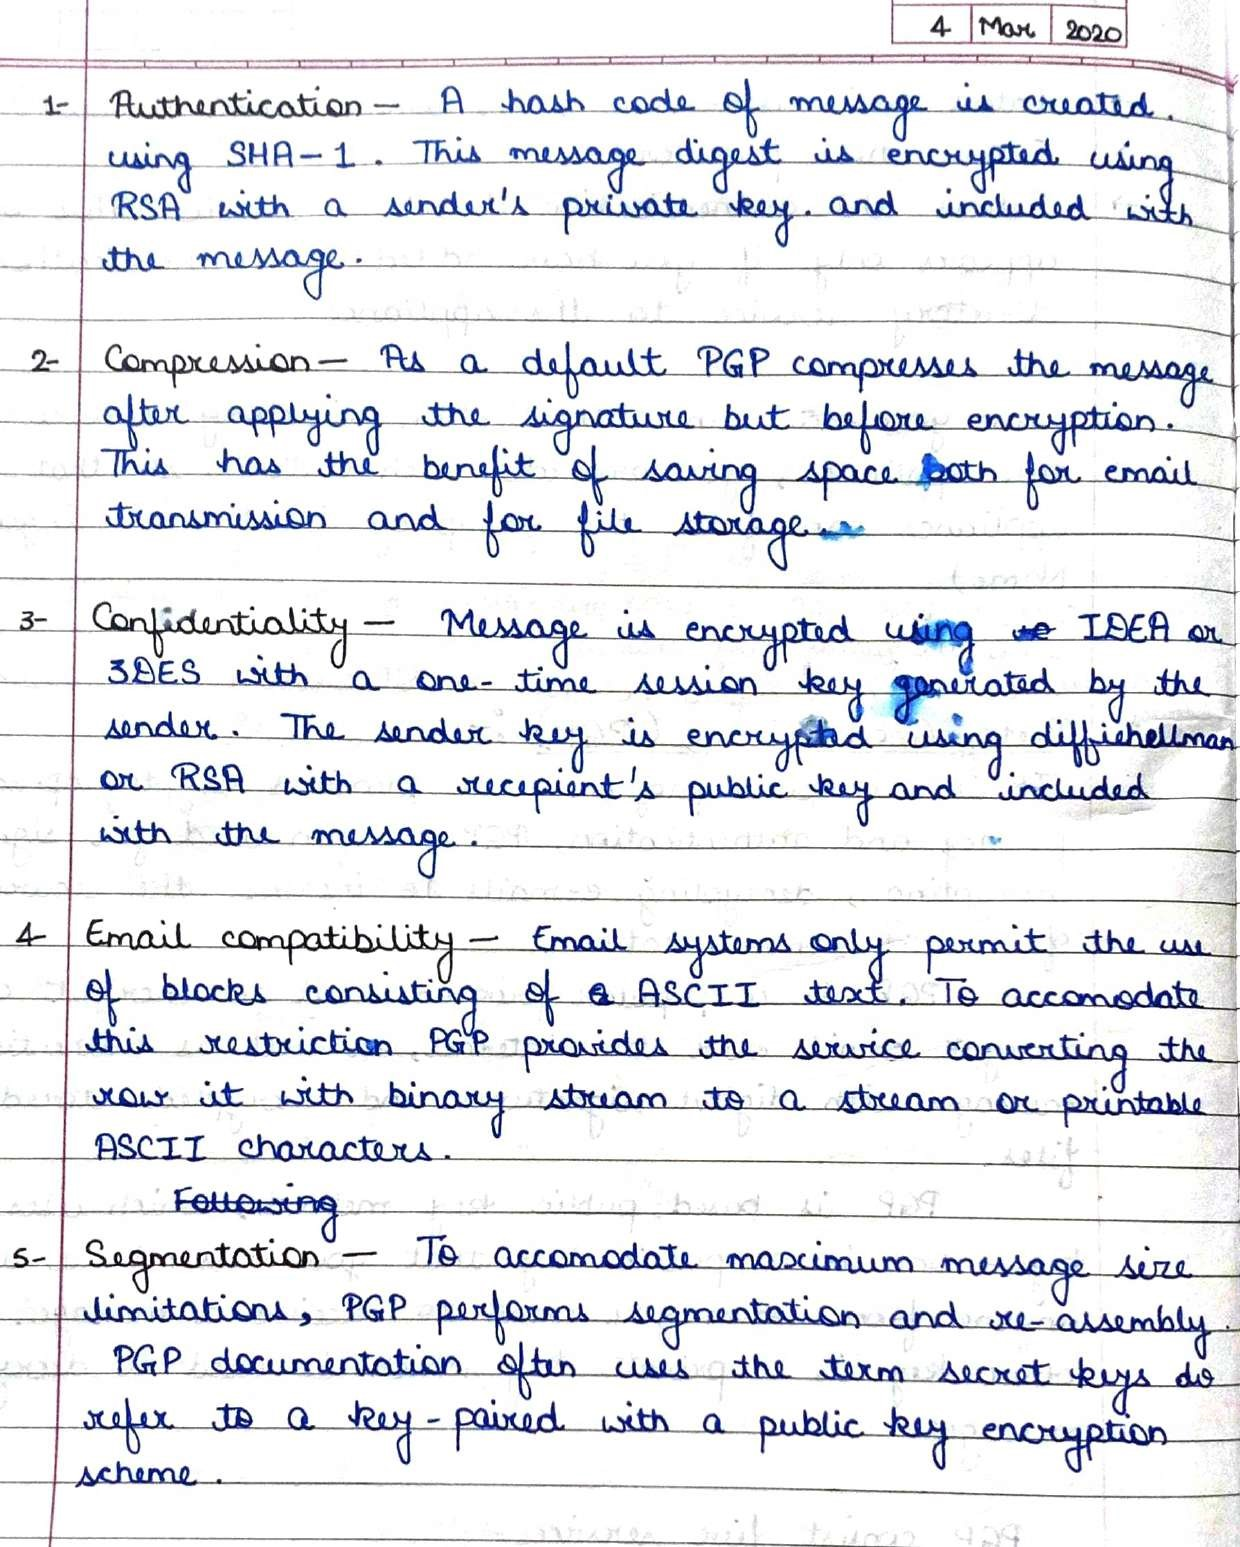 4 Mar 2020
1- Authentication - A hash code of message is created.
using SHA-1. This message digest is encrypted using
RSA with a sender's private key. and included with
the message.
2- Compression - As a default PGP compresses the message
after applying the signature but before encryption.
This has the benefit of saving space both for email
transmission and for file storage
3- Confidentiality - Message is encrypted using IDEA or
3DES with a one-time session key generated by the
sender. The sender key is encrypted using diffiehellman
or RSA with a recepient's public key and included
with the message.
4- Email compatibility - Email systems only permit the use
of blocks consisting of ASCII text. To accomodate
this restriction PGP provides the service converting the
row it with binary stream to a stream or printable
ASCII characters.
Following
5- Segmentation - To accomodate maximum message size
limitations, PGP performs segmentation and re-assembly.
PGP documentation often uses the term secret keys do
refer to a key-paired with a public key encryption
scheme.